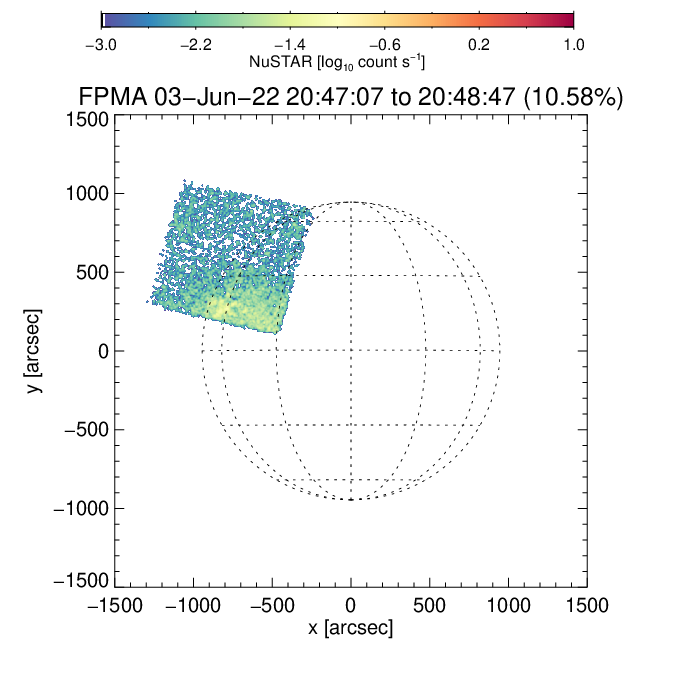 −3.0 −2.2 −1.4 −0.6 0.2 1.0
NuSTAR [log₁₀ count s⁻¹]
FPMA 03−Jun−22 20:47:07 to 20:48:47 (10.58%)
1500
1000
500
0
−500
−1000
−1500
y [arcsec]
−1500 −1000 −500 0 500 1000 1500
x [arcsec]